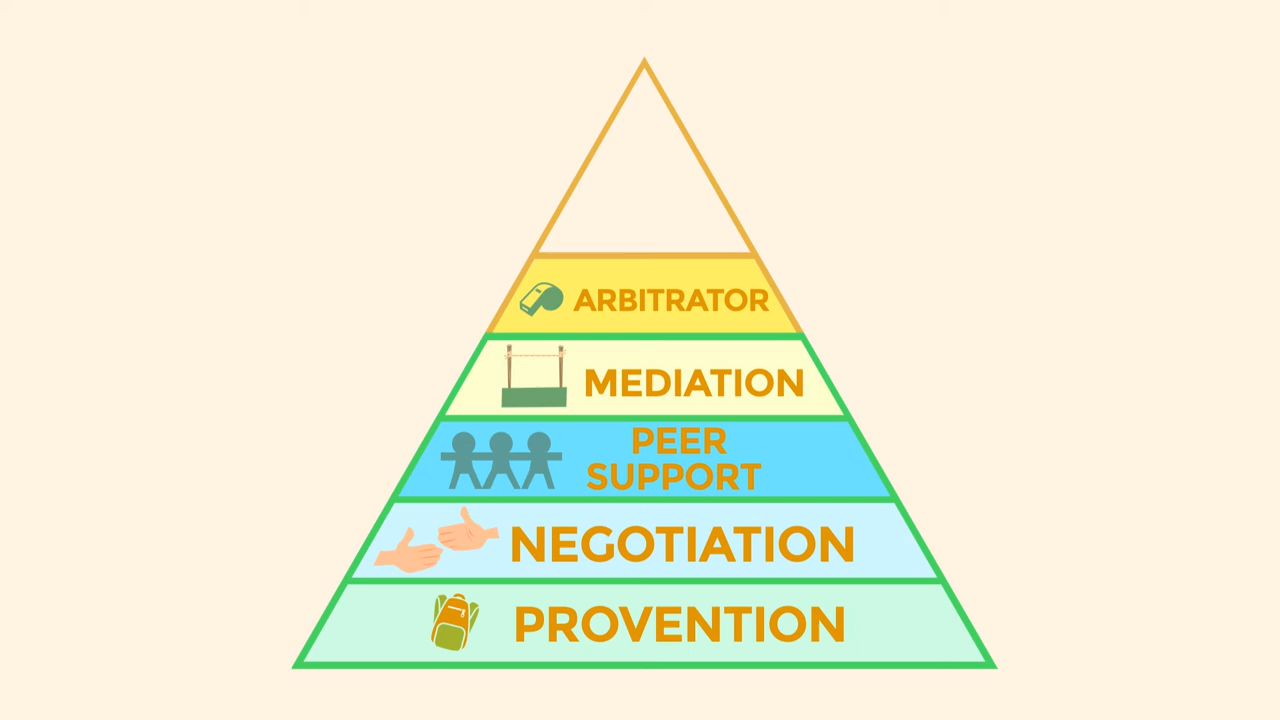 ARBITRATOR
MEDIATION
PEER
SUPPORT
NEGOTIATION
PROVENTION